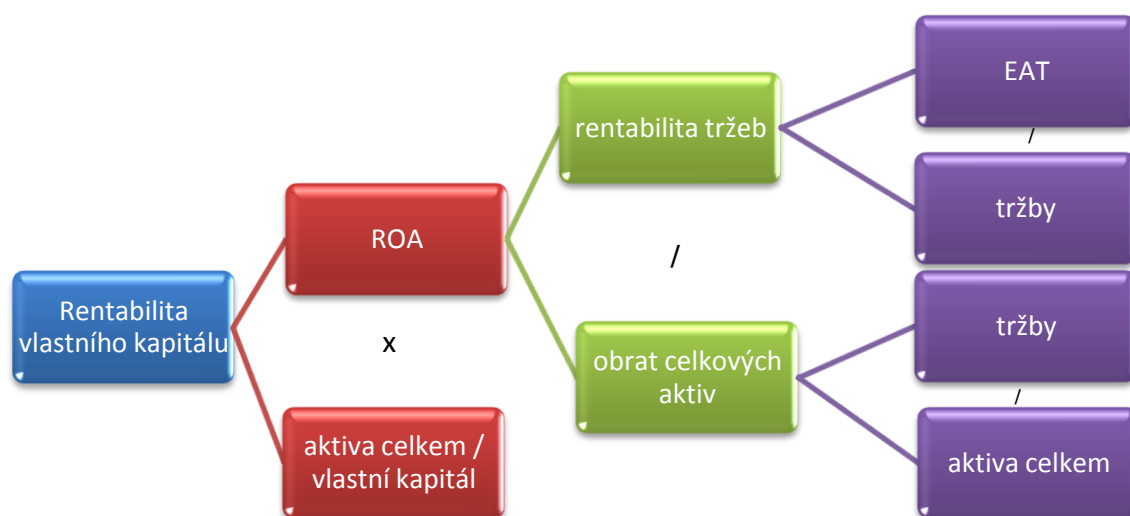 EAT
/
rentabilita tržeb
tržby
ROA
/
Rentabilita
vlastního kapitálu
x
tržby
obrat celkových
aktiv
/
aktiva celkem /
vlastní kapitál
aktiva celkem